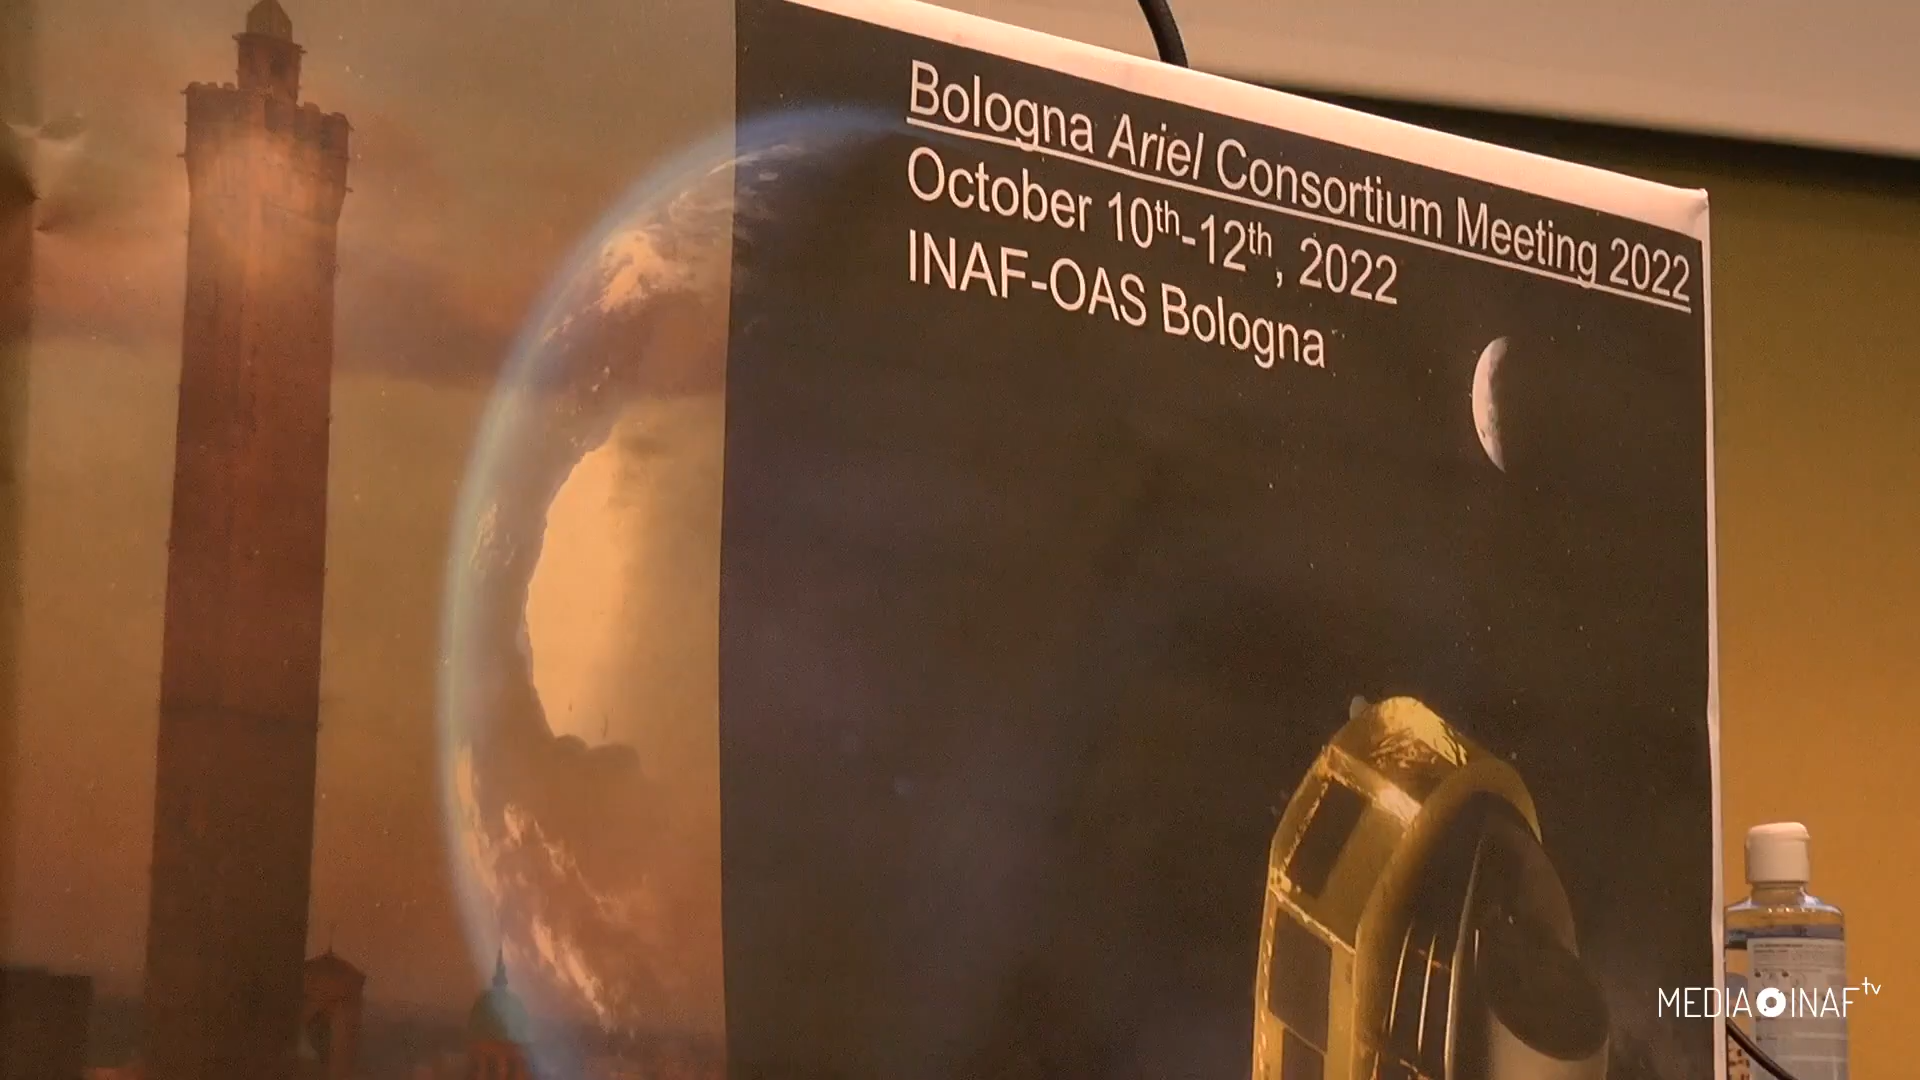 Bologna Ariel Consortium Meeting 2022
October 10th-12th, 2022
INAF-OAS Bologna
MEDIA INAF tv